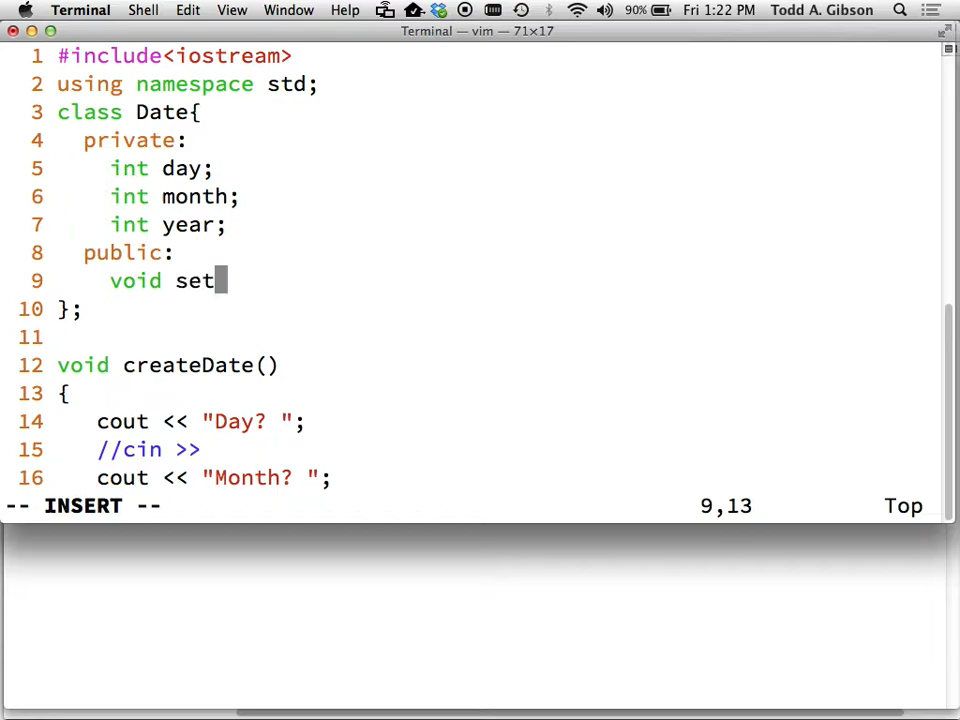 Terminal Shell Edit View Window Help 90% Fri 1:22 PM Todd A. Gibson
Terminal — vim — 71×17
1 #include<iostream>
2 using namespace std;
3 class Date{
4   private:
5     int day;
6     int month;
7     int year;
8   public:
9     void set
10 };
11
12 void createDate()
13 {
14    cout << "Day? ";
15    //cin >>
16    cout << "Month? ";
-- INSERT -- 9,13 Top